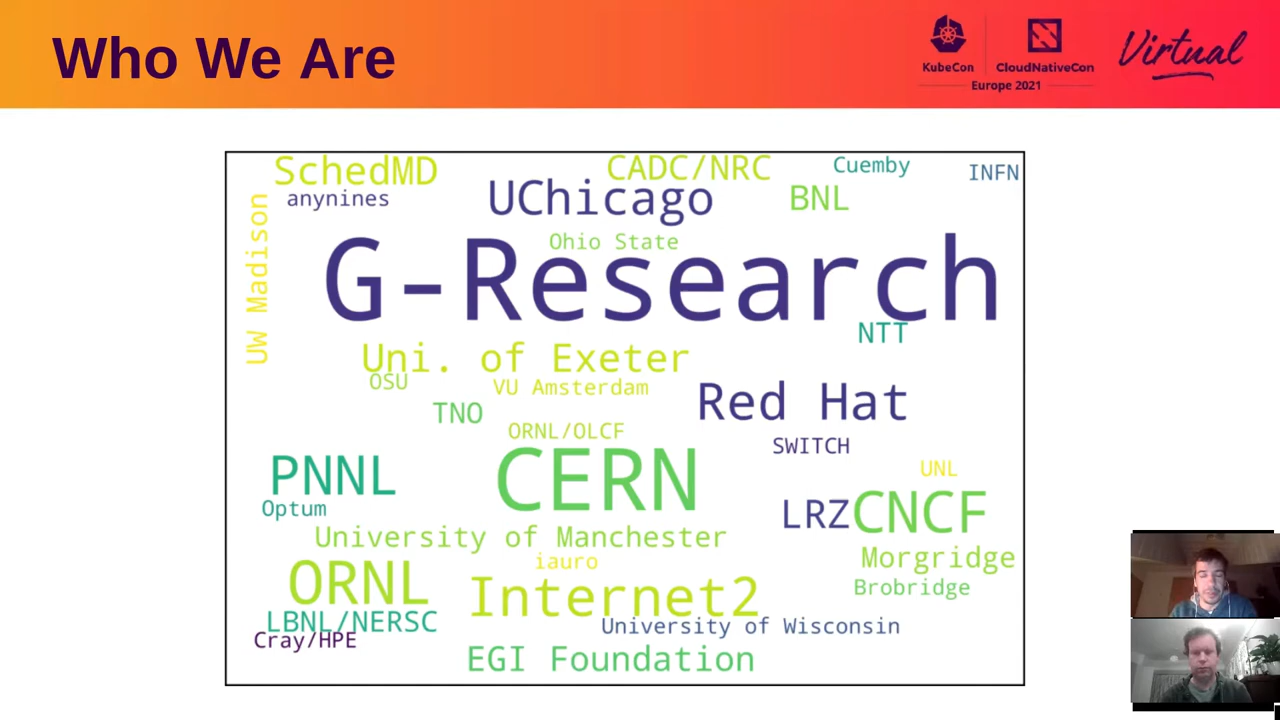 Who We Are
KubeCon
CloudNativeCon
Europe 2021
Virtual
SchedMD
CADC/NRC
Cuemby
INFN
anynines
UChicago
BNL
UW Madison
Ohio State
G-Research
NTT
Uni. of Exeter
OSU
VU Amsterdam
Red Hat
TNO
ORNL/OLCF
SWITCH
PNNL
CERN
UNL
Optum
LRZ
CNCF
University of Manchester
iauro
Morgridge
ORNL
Internet2
Brobridge
LBNL/NERSC
University of Wisconsin
Cray/HPE
EGI Foundation